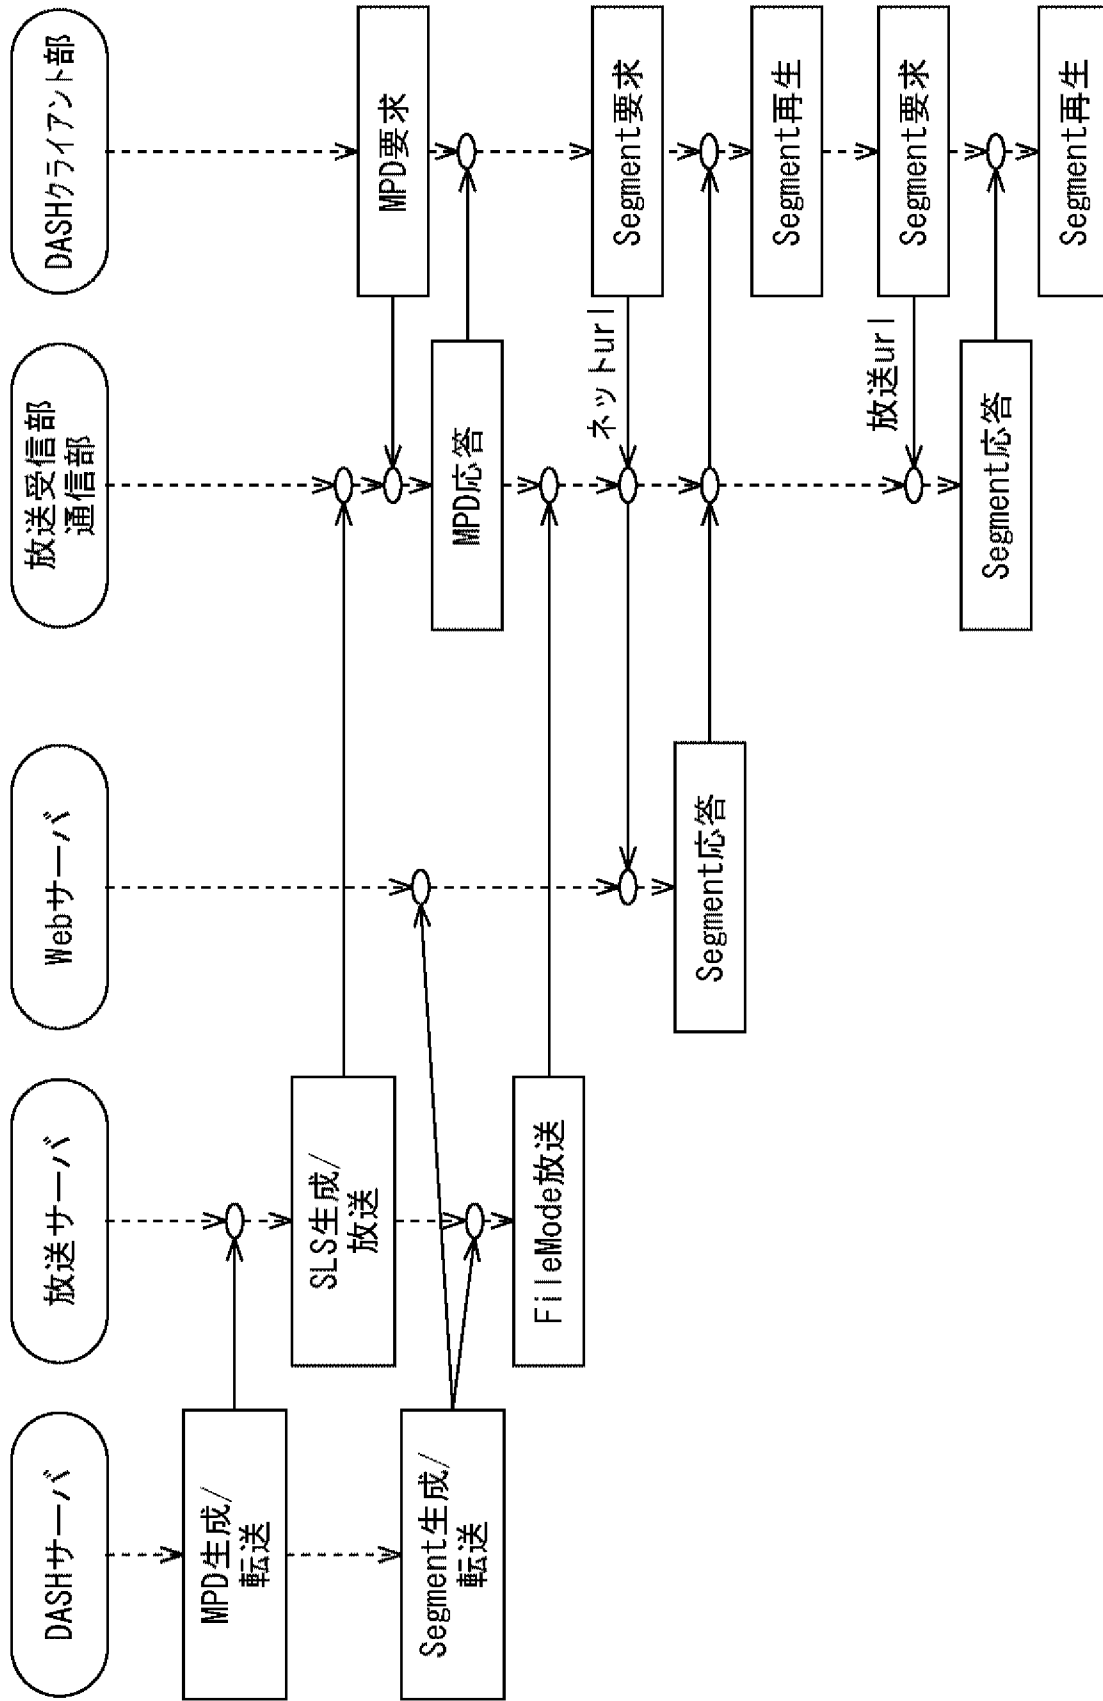 DASHサーバ
放送サーバ
Webサーバ
放送受信部
通信部
DASHクライアント部
MPD生成/
転送
SLS生成/
放送
MPD要求
Segment生成/
転送
MPD応答
FileMode放送
ネットurl
Segment要求
Segment応答
Segment再生
放送url
Segment要求
Segment応答
Segment再生